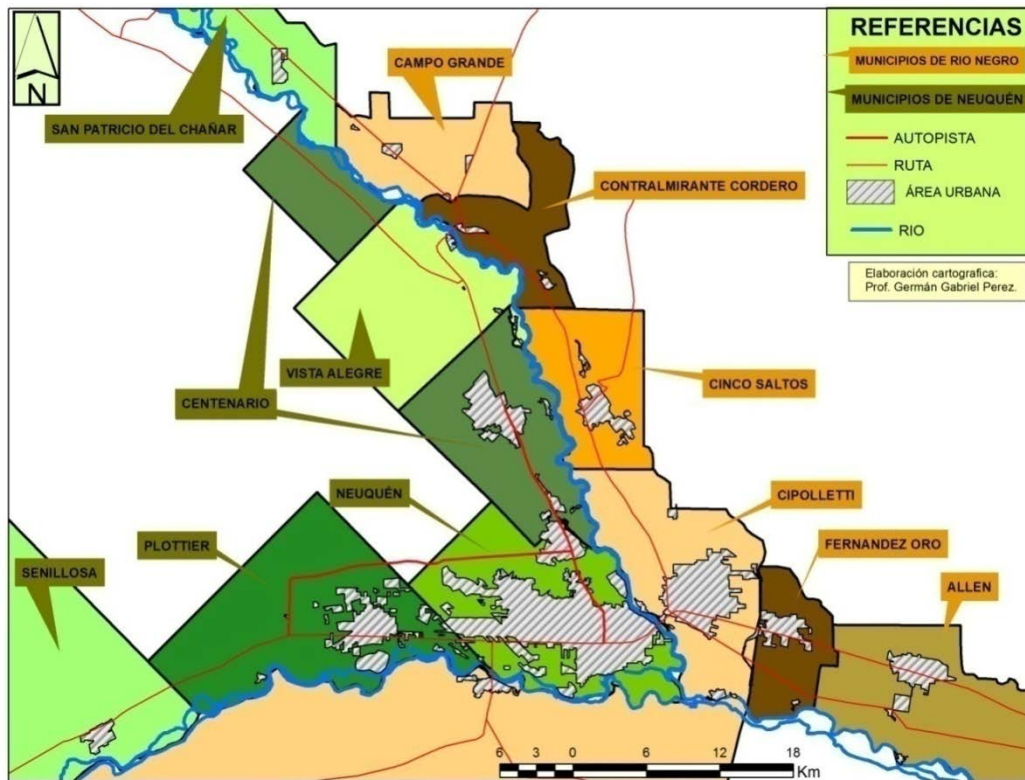 REFERENCIAS
MUNICIPIOS DE RIO NEGRO
MUNICIPIOS DE NEUQUÉN
AUTOPISTA
RUTA
ÁREA URBANA
RIO
Elaboración cartografica:
Prof. Germán Gabriel Perez.
N
CAMPO GRANDE
SAN PATRICIO DEL CHAÑAR
CONTRALMIRANTE CORDERO
VISTA ALEGRE
CINCO SALTOS
CENTENARIO
NEUQUÉN
CIPOLLETTI
PLOTTIER
FERNANDEZ ORO
SENILLOSA
ALLEN
6 3 0 6 12 18
Km